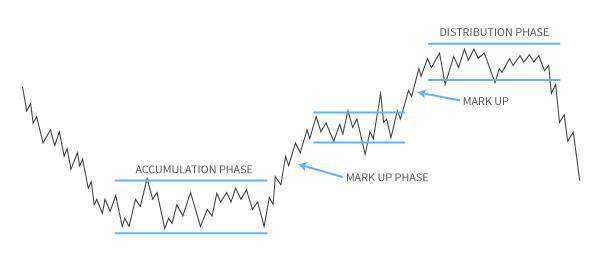 DISTRIBUTION PHASE
MARK UP
ACCUMULATION PHASE
MARK UP PHASE